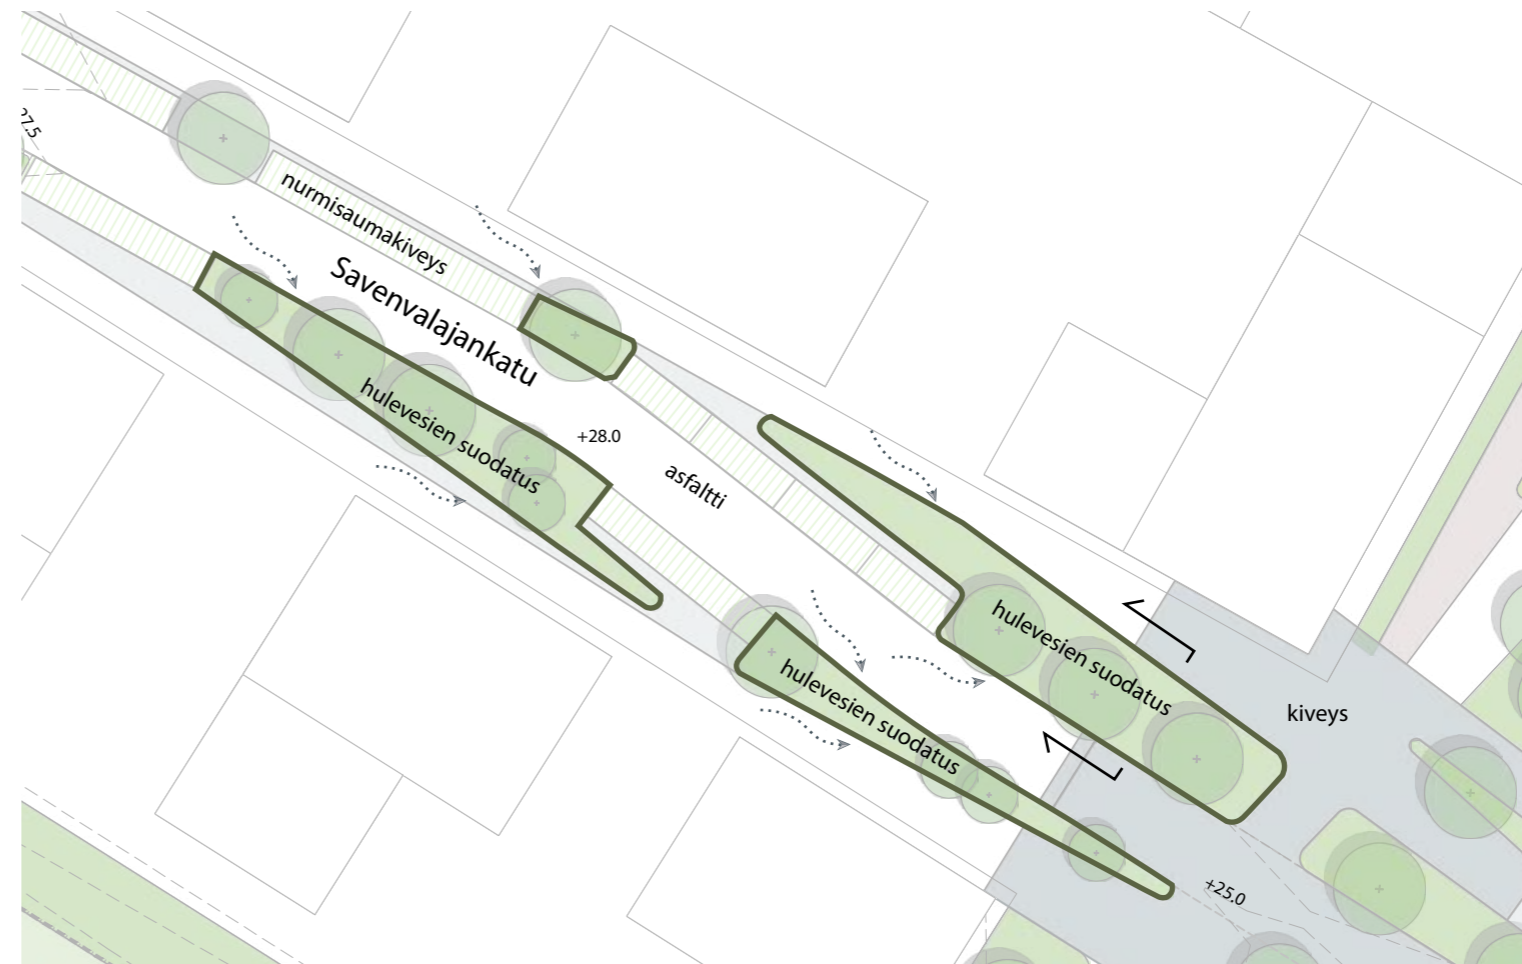 27.5
nurmisaumakiveys
Savenvalajankatu
hulevesien suodatus
+28.0
asfaltti
hulevesien suodatus
hulevesien suodatus
kiveys
+25.0